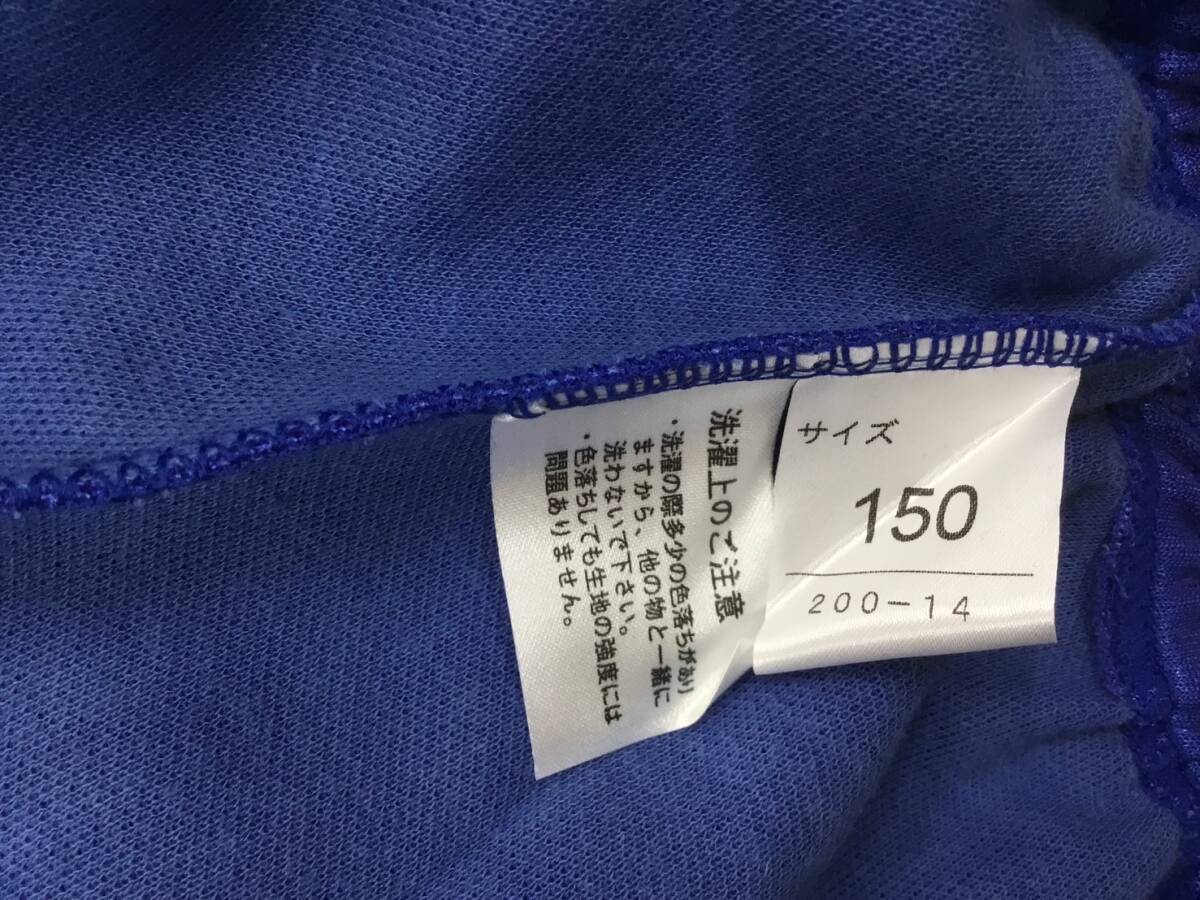 洗濯上のご注意
・洗濯の際多少の色落ちがあり
ますから、他の物と一緒に
洗わないで下さい。
・色落ちしても生地の強度には
問題ありません。
サイズ
150
200-14